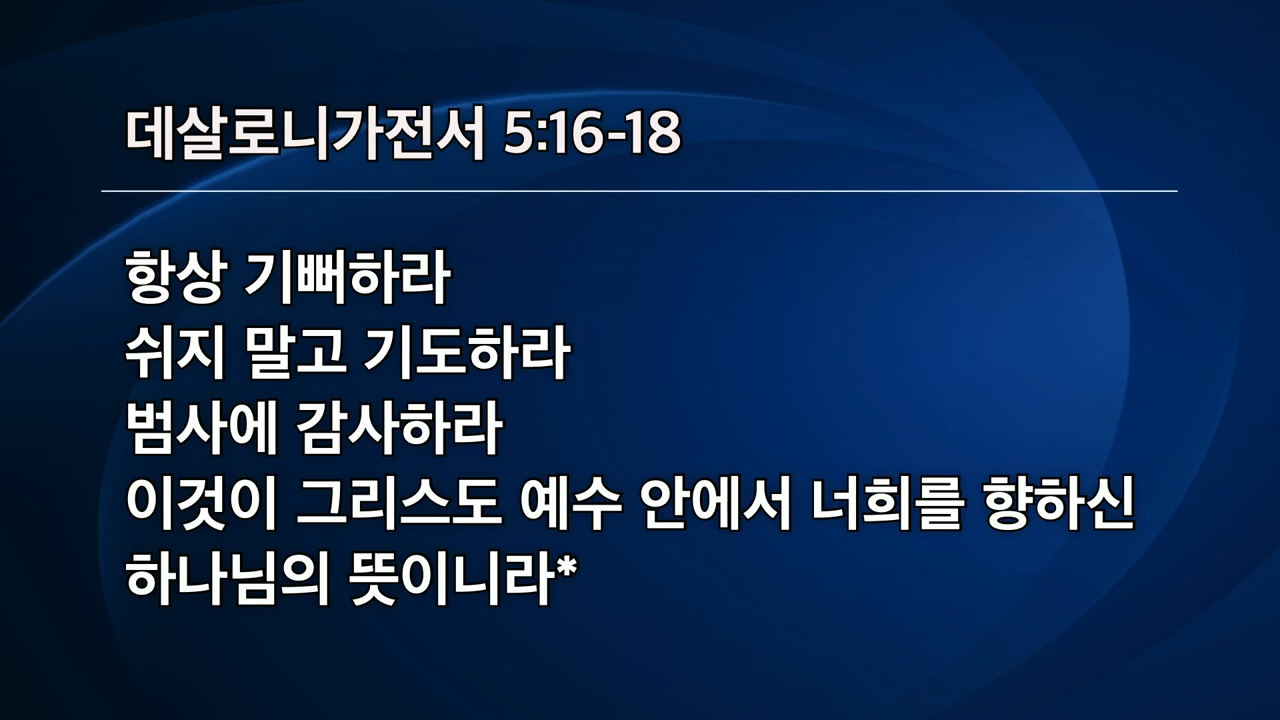 데살로니가전서 5:16-18
항상 기뻐하라
쉬지 말고 기도하라
범사에 감사하라
이것이 그리스도 예수 안에서 너희를 향하신
하나님의 뜻이니라*